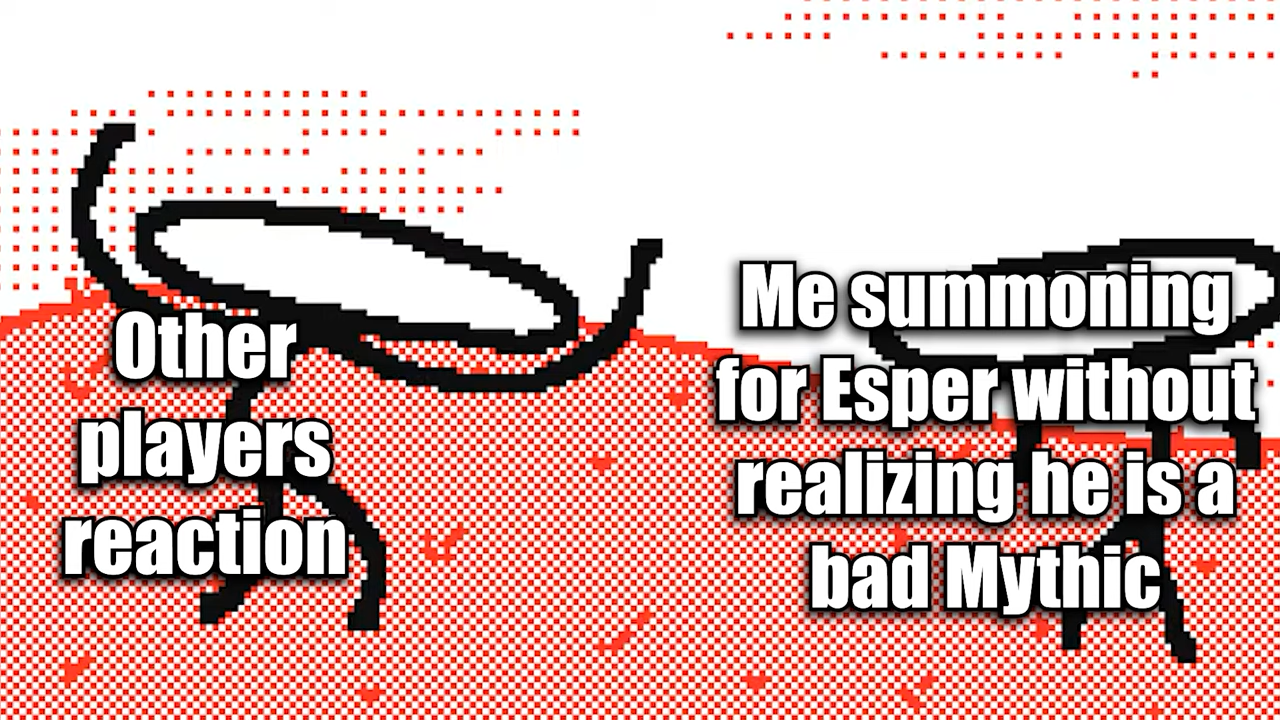 Other
players
reaction
Me summoning
for Esper without
realizing he is a
bad Mythic